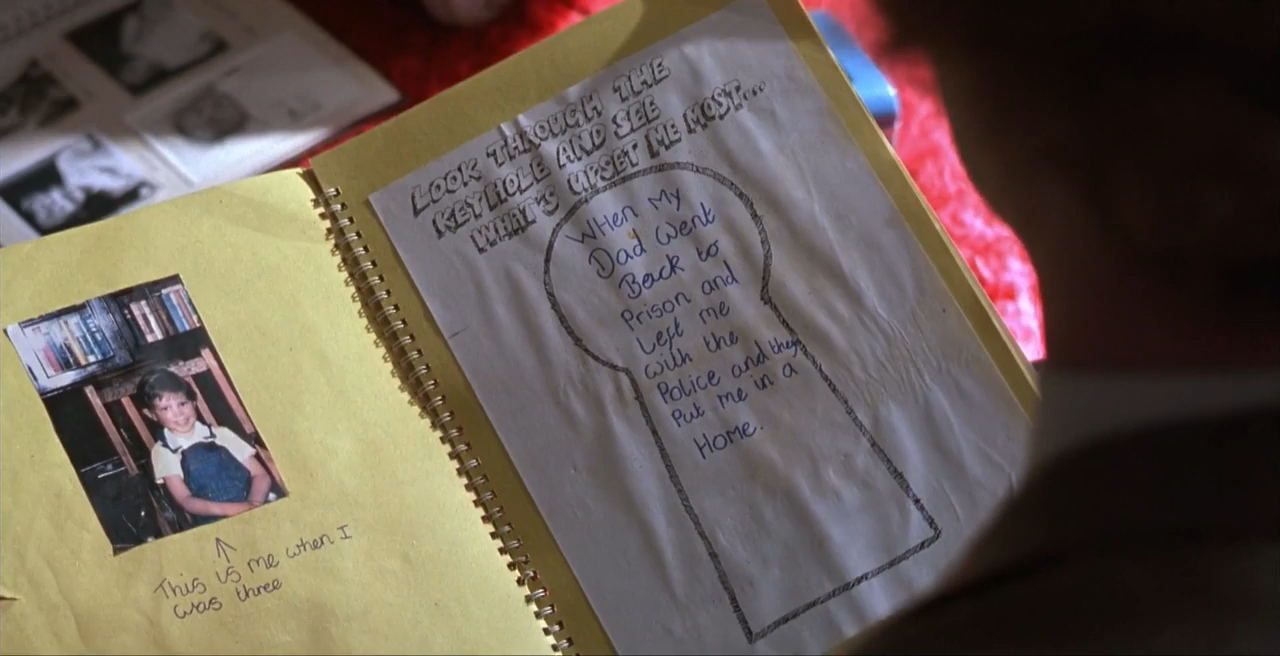 This is me when I
was three
LOOK THROUGH THE
KEYHOLE AND SEE
WHAT'S UPSET ME MOST...
WHen My
Dad Went
Back to
Prison and
Left me
with the
Police and they
Put me in a
Home.